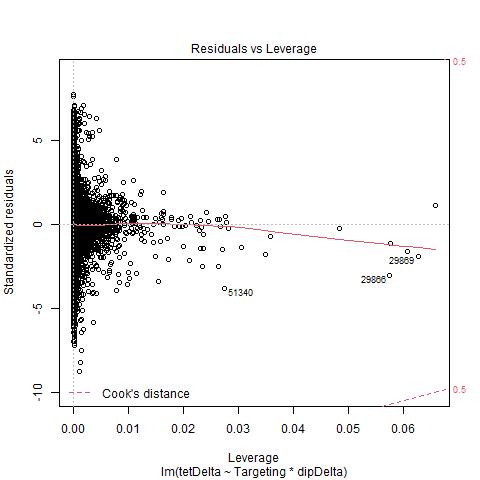 Residuals vs Leverage
Standardized residuals
5
0
-5
-10
0.5
0.5
29869
29866
51340
Cook's distance
0.00 0.01 0.02 0.03 0.04 0.05 0.06
Leverage
lm(tetDelta ~ Targeting * dipDelta)